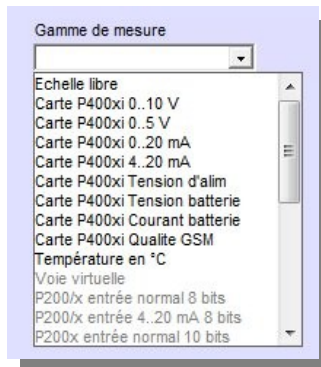 Gamme de mesure
Echelle libre
Carte P400xi 0..10 V
Carte P400xi 0..5 V
Carte P400xi 0..20 mA
Carte P400xi 4..20 mA
Carte P400xi Tension d'alim
Carte P400xi Tension batterie
Carte P400xi Courant batterie
Carte P400xi Qualite GSM
Température en °C
Voie virtuelle
P200/x entrée normal 8 bits
P200/x entrée 4..20 mA 8 bits
P200x entrée normal 10 bits